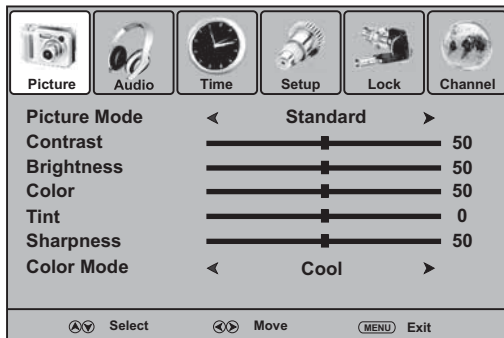 Picture Audio Time Setup Lock Channel
Picture Mode Standard
Contrast 50
Brightness 50
Color 50
Tint 0
Sharpness 50
Color Mode Cool
Select Move MENU Exit